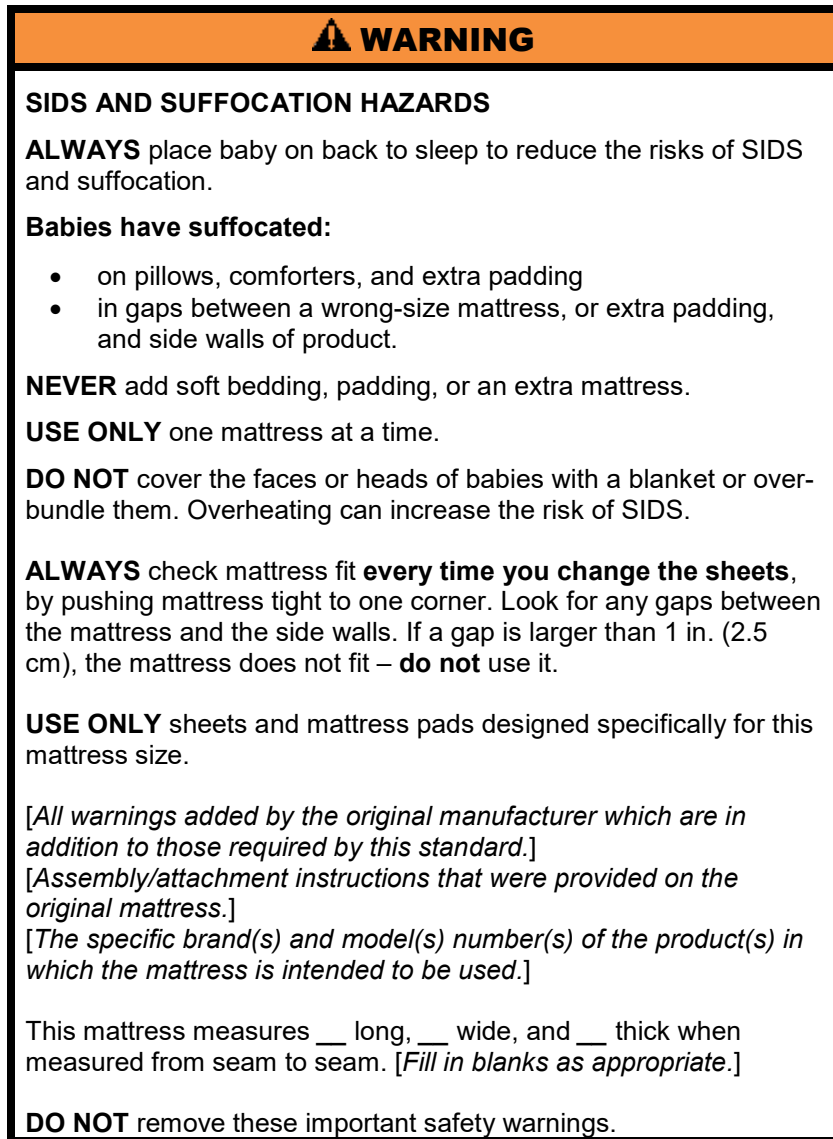 ⚠ WARNING
SIDS AND SUFFOCATION HAZARDS
ALWAYS place baby on back to sleep to reduce the risks of SIDS
and suffocation.
Babies have suffocated:
• on pillows, comforters, and extra padding
• in gaps between a wrong-size mattress, or extra padding,
and side walls of product.
NEVER add soft bedding, padding, or an extra mattress.
USE ONLY one mattress at a time.
DO NOT cover the faces or heads of babies with a blanket or over-
bundle them. Overheating can increase the risk of SIDS.
ALWAYS check mattress fit every time you change the sheets,
by pushing mattress tight to one corner. Look for any gaps between
the mattress and the side walls. If a gap is larger than 1 in. (2.5
cm), the mattress does not fit – do not use it.
USE ONLY sheets and mattress pads designed specifically for this
mattress size.
[All warnings added by the original manufacturer which are in
addition to those required by this standard.]
[Assembly/attachment instructions that were provided on the
original mattress.]
[The specific brand(s) and model(s) number(s) of the product(s) in
which the mattress is intended to be used.]
This mattress measures __ long, __ wide, and __ thick when
measured from seam to seam. [Fill in blanks as appropriate.]
DO NOT remove these important safety warnings.